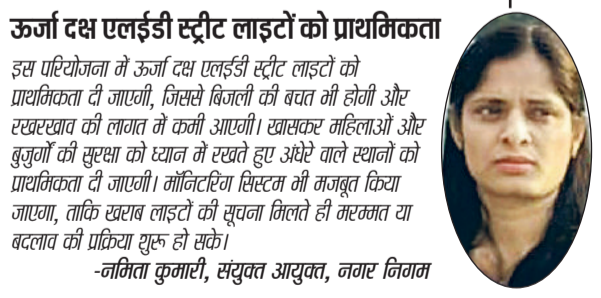 ऊर्जा दक्ष एलईडी स्ट्रीट लाइटों को प्राथमिकता
इस परियोजना में ऊर्जा दक्ष एलईडी स्ट्रीट लाइटों को
प्राथमिकता दी जाएगी, जिससे बिजली की बचत भी होगी और
रखरखाव की लागत में कमी आएगी। खासकर महिलाओं और
बुजुर्गों की सुरक्षा को ध्यान में रखते हुए अंधेरे वाले स्थानों को
प्राथमिकता दी जाएगी। मॉनिटरिंग सिस्टम भी मजबूत किया
जाएगा, ताकि खराब लाइटों की सूचना मिलते ही मरम्मत या
बदलाव की प्रक्रिया शुरू हो सके।
-नमिता कुमारी, संयुक्त आयुक्त, नगर निगम